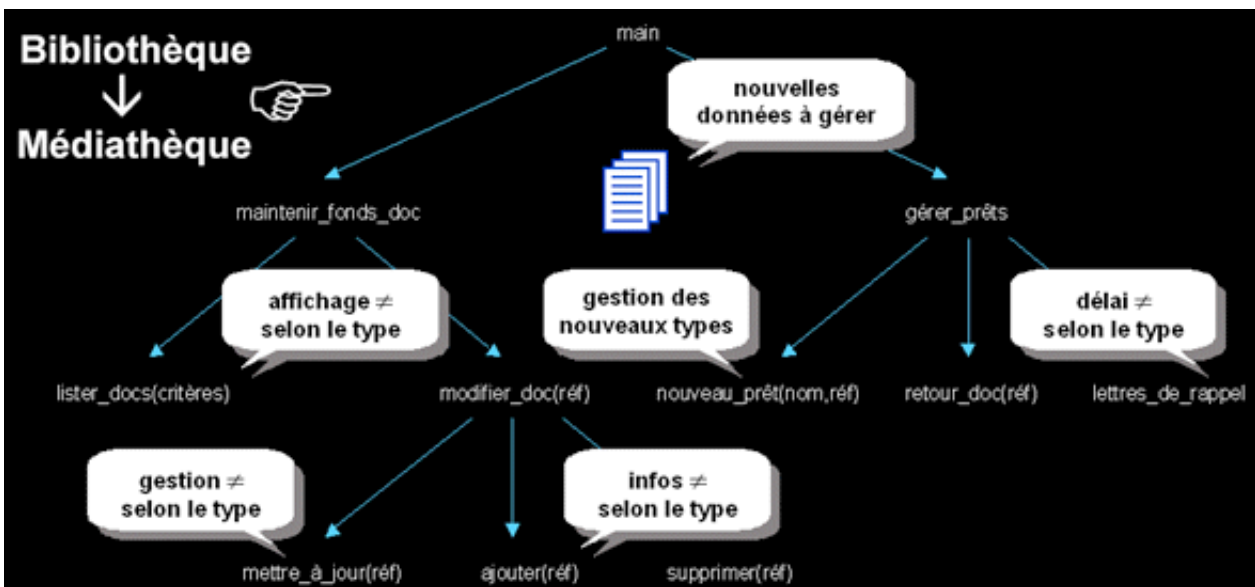 Bibliothèque
Médiathèque
main
nouvelles
données à gérer
maintenir_fonds_doc
gérer_prêts
affichage ≠
selon le type
gestion des
nouveaux types
délai ≠
selon le type
lister_docs(critères)
modifier_doc(réf)
nouveau_prêt(nom,réf)
retour_doc(réf)
lettres_de_rappel
gestion ≠
selon le type
infos ≠
selon le type
mettre_à_jour(réf)
ajouter(réf)
supprimer(réf)